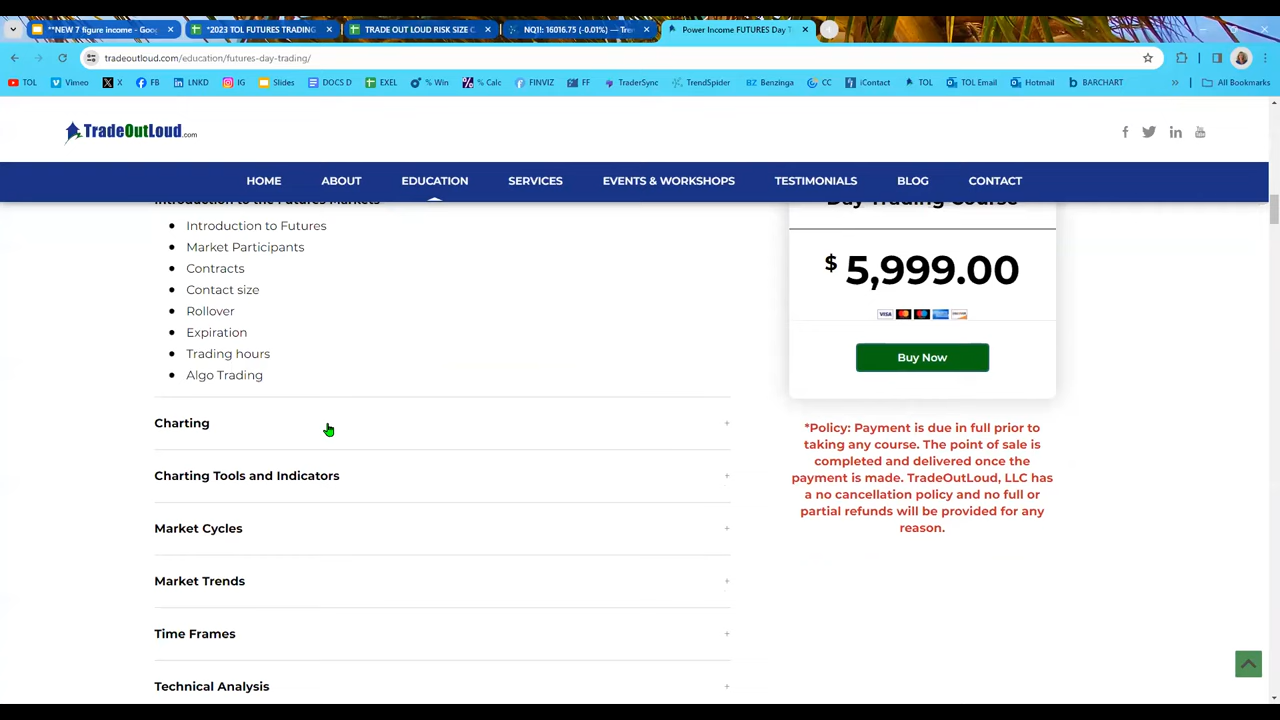 **NEW 7 figure income - Goo
*2023 TOL FUTURES TRADING
TRADE OUT LOUD RISK SIZE C
NQ1!: 16016.75 (-0.01%) — Tra
Power Income FUTURES Day T
tradeoutloud.com/education/futures-day-trading/
TOL
Vimeo
X
FB
LNKD
IG
Slides
DOCS D
EXEL
% Win
% Calc
FINVIZ
FF
TraderSync
TrendSpider
Benzinga
CC
iContact
TOL
TOL Email
Hotmail
BARCHART
»
All Bookmarks
TradeOutLoud.com
HOME
ABOUT
EDUCATION
SERVICES
EVENTS & WORKSHOPS
TESTIMONIALS
BLOG
CONTACT
Introduction to the Futures Markets
Introduction to Futures
Market Participants
Contracts
Contact size
Rollover
Expiration
Trading hours
Algo Trading
Charting
Charting Tools and Indicators
Market Cycles
Market Trends
Time Frames
Technical Analysis
Day Trading Course
$ 5,999.00
VISA
Buy Now
*Policy: Payment is due in full prior to
taking any course. The point of sale is
completed and delivered once the
payment is made. TradeOutLoud, LLC has
a no cancellation policy and no full or
partial refunds will be provided for any
reason.